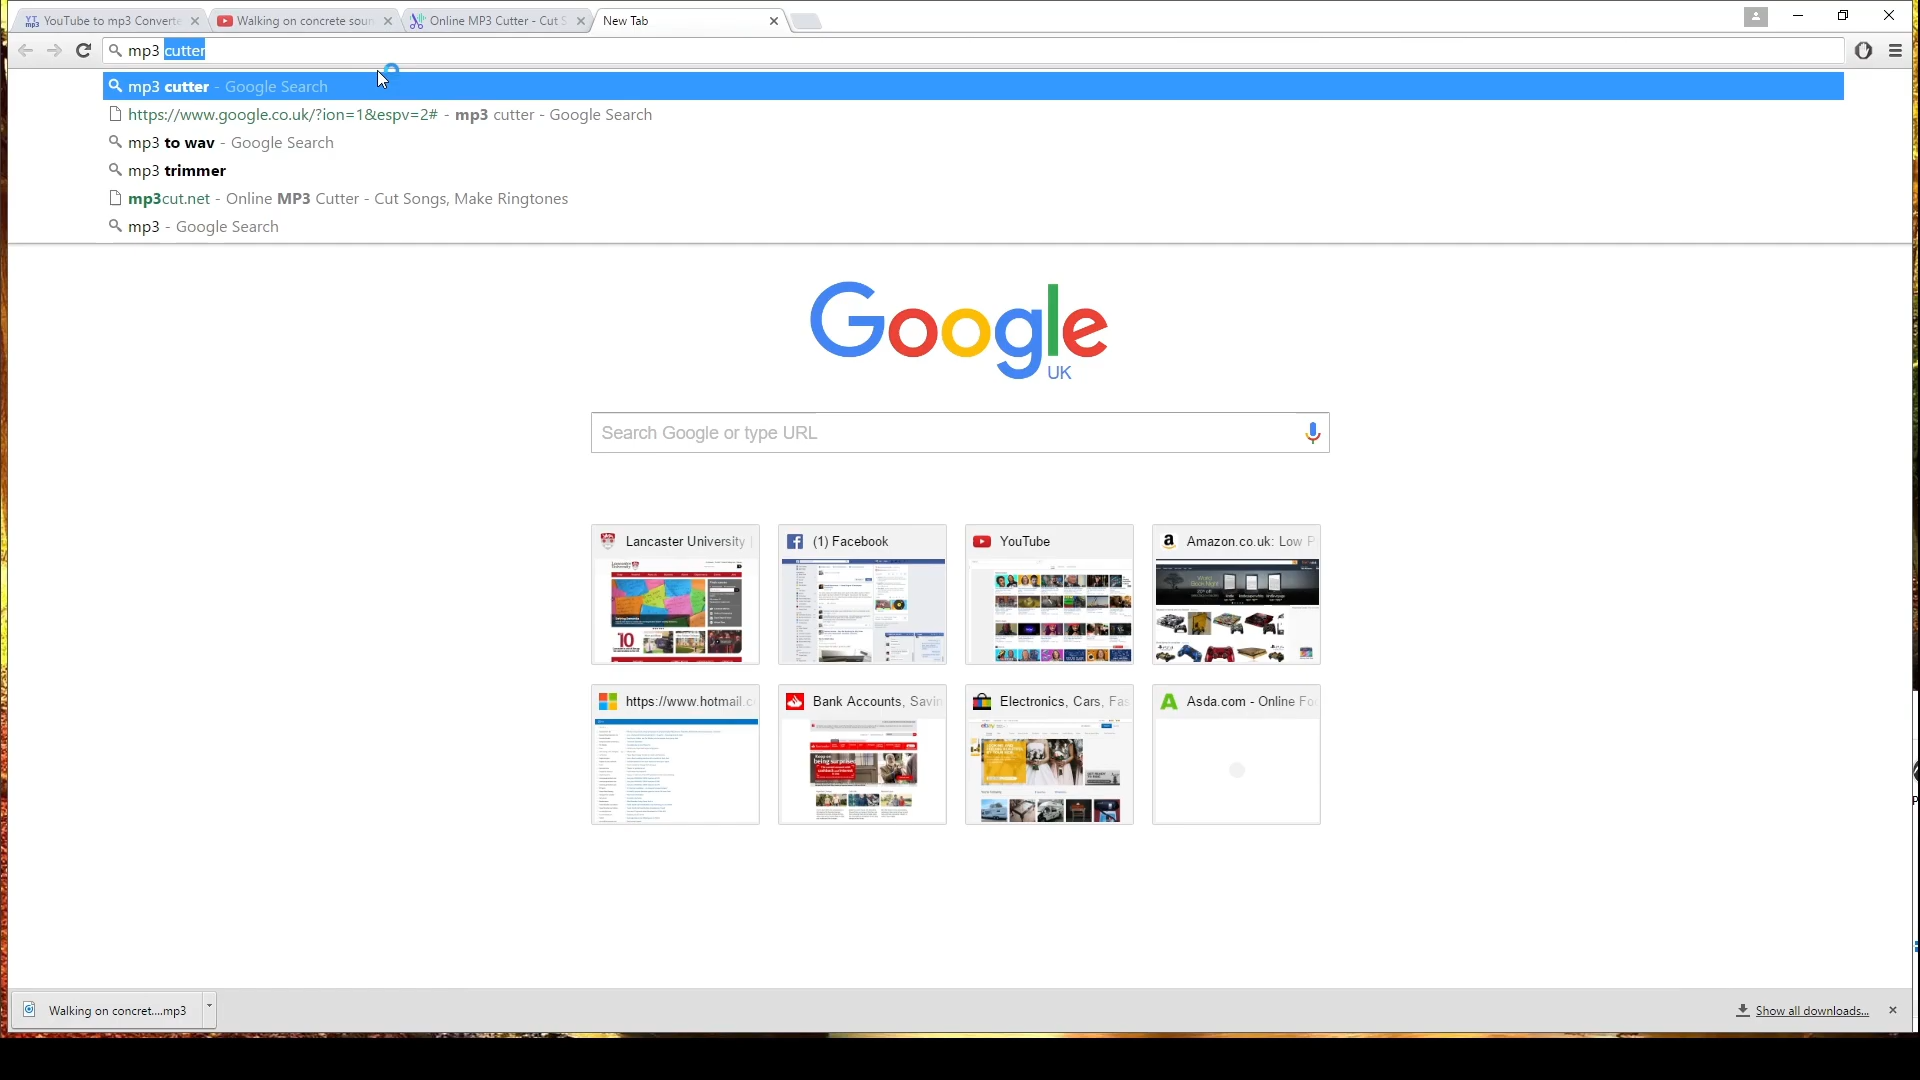 YouTube to mp3 Converte
Walking on concrete soun
Online MP3 Cutter - Cut S
New Tab
mp3 cutter
mp3 cutter - Google Search
https://www.google.co.uk/?ion=1&espv=2# - mp3 cutter - Google Search
mp3 to wav - Google Search
mp3 trimmer
mp3cut.net - Online MP3 Cutter - Cut Songs, Make Ringtones
mp3 - Google Search
Google
UK
Search Google or type URL
Lancaster University |
(1) Facebook
YouTube
Amazon.co.uk: Low P
https://www.hotmail.c
Bank Accounts, Savin
Electronics, Cars, Fas
Asda.com - Online Fo
Walking on concret....mp3
Show all downloads...